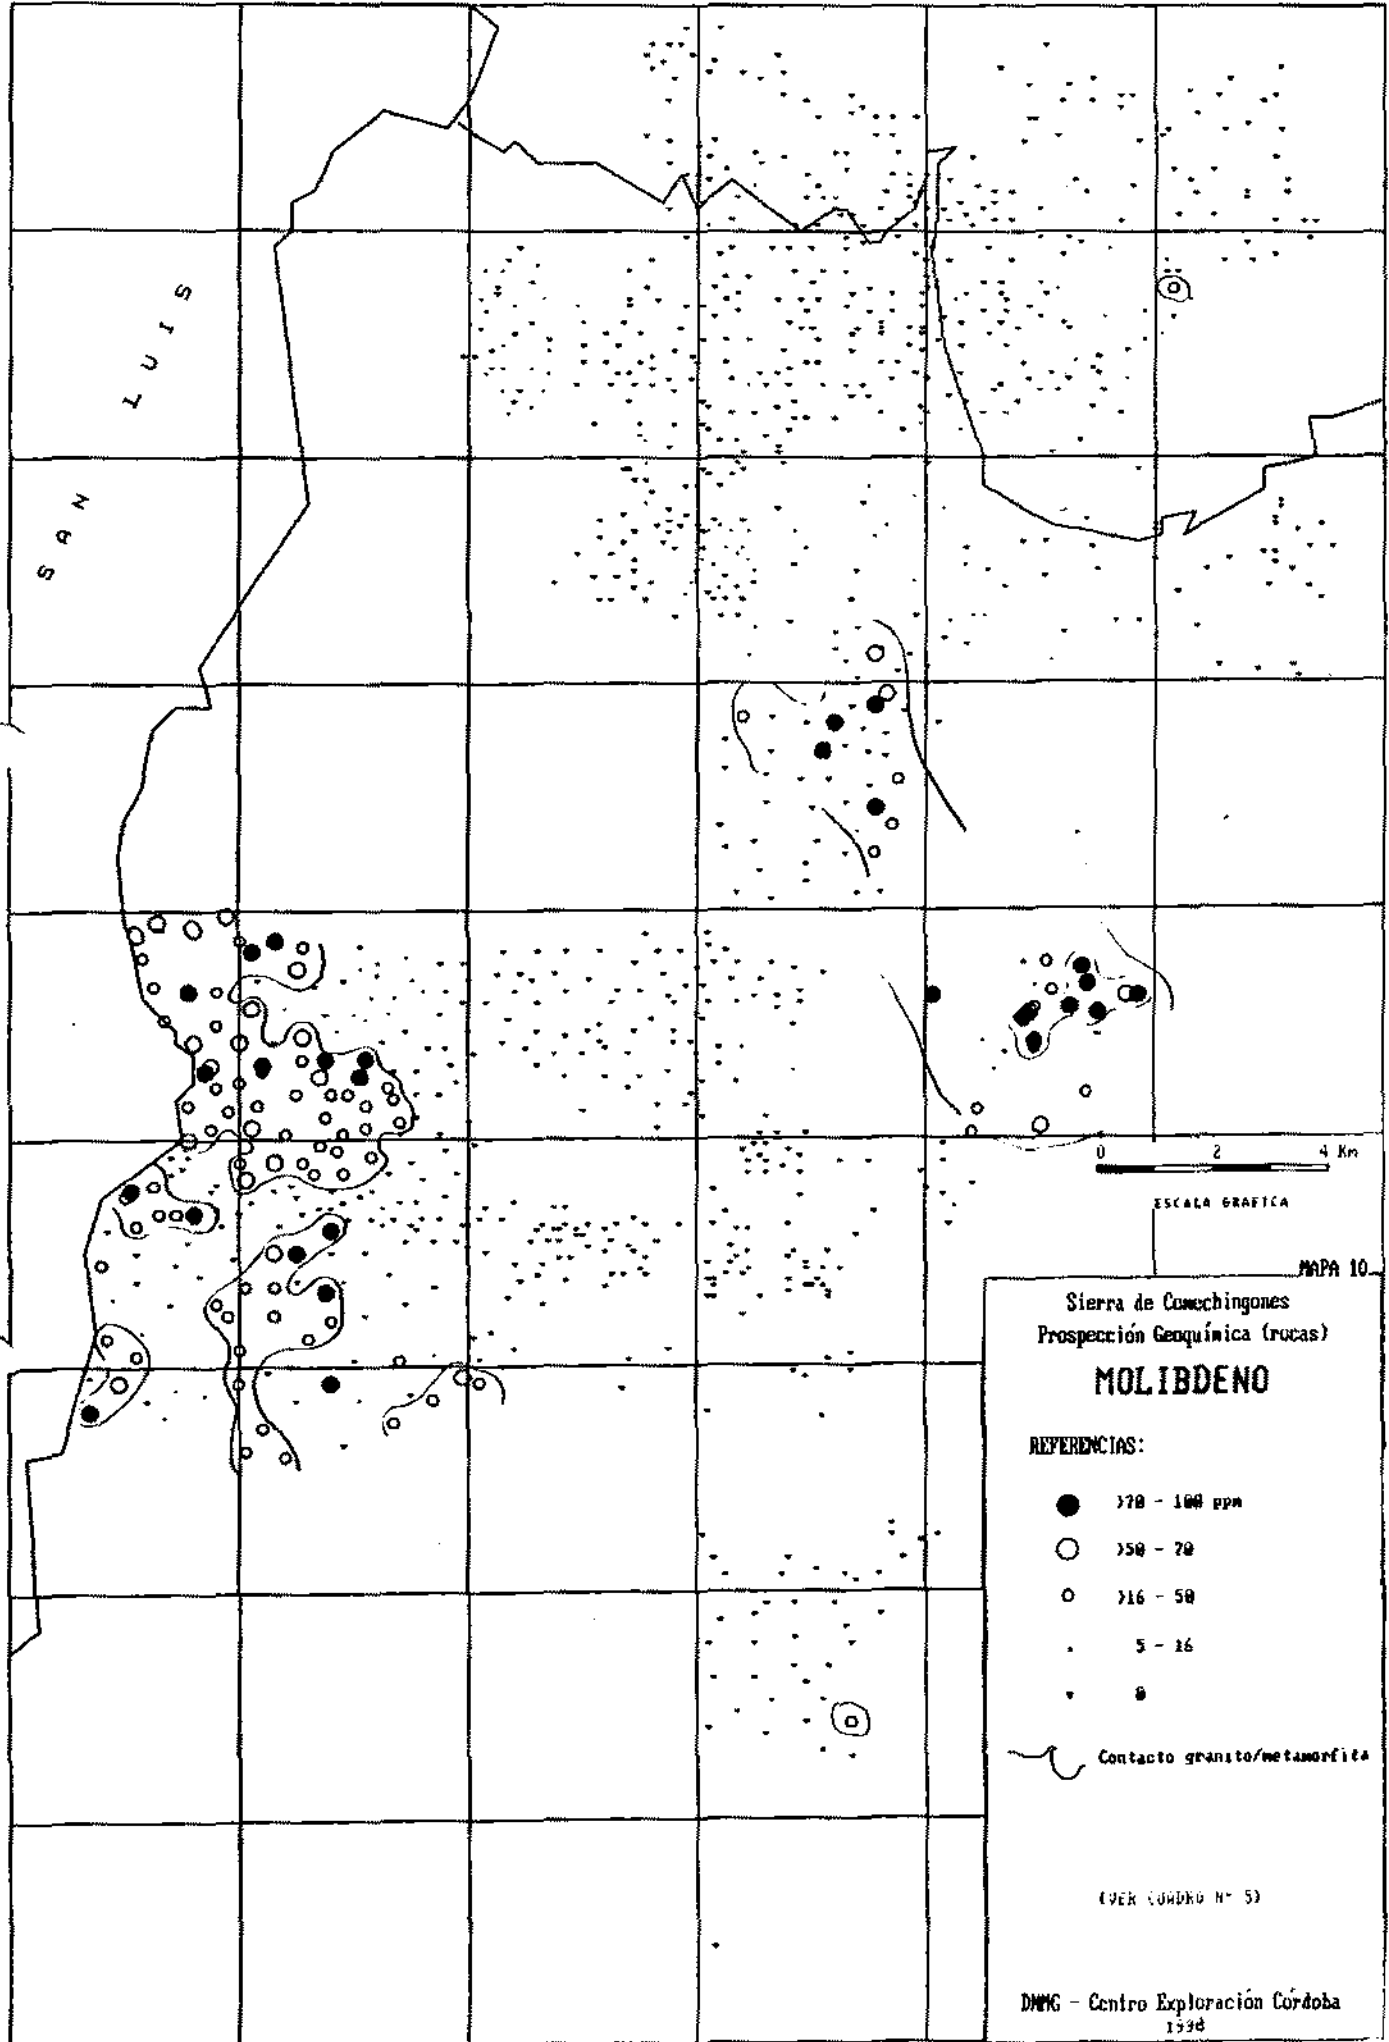 SAN LUIS
0 2 4 Km
ESCALA GRAFICA
MAPA 10
Sierra de Comechingones
Prospección Geoquímica (rocas)
MOLIBDENO
REFERENCIAS:
>70 - 100 ppm
>50 - 70
>16 - 50
5 - 16
0
Contacto granito/metamorfita
(VER CUADRO Nº 5)
DMMG - Centro Exploración Córdoba